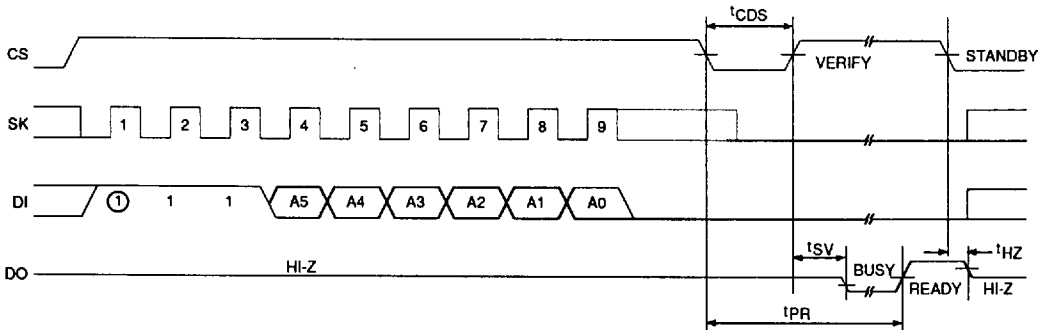 tCDS
CS VERIFY STANDBY
SK 1 2 3 4 5 6 7 8 9
DI 1 1 1 A5 A4 A3 A2 A1 A0
tSV tHZ
DO HI-Z BUSY READY HI-Z
tPR